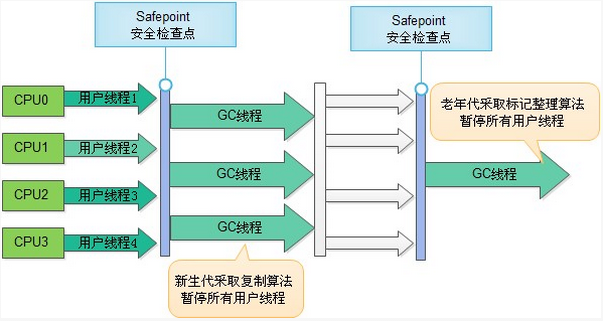 Safepoint
安全检查点
Safepoint
安全检查点
CPU0
用户线程1
CPU1
用户线程2
CPU2
用户线程3
CPU3
用户线程4
GC线程
GC线程
GC线程
新生代采取复制算法
暂停所有用户线程
老年代采取标记整理算法
暂停所有用户线程
GC线程